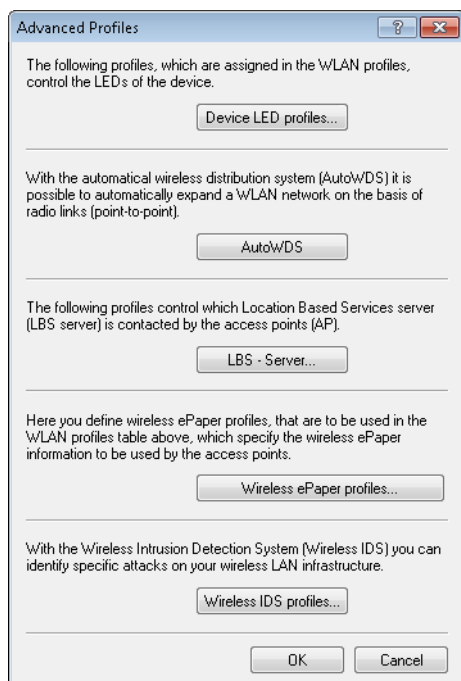 Advanced Profiles
The following profiles, which are assigned in the WLAN profiles,
control the LEDs of the device.
Device LED profiles...
With the automatical wireless distribution system (AutoWDS) it is
possible to automatically expand a WLAN network on the basis of
radio links (point-to-point).
AutoWDS
The following profiles control which Location Based Services server
(LBS server) is contacted by the access points (AP).
LBS - Server...
Here you define wireless ePaper profiles, that are to be used in the
WLAN profiles table above, which specify the wireless ePaper
information to be used by the access points.
Wireless ePaper profiles...
With the Wireless Intrusion Detection System (Wireless IDS) you can
identify specific attacks on your wireless LAN infrastructure.
Wireless IDS profiles...
OK Cancel